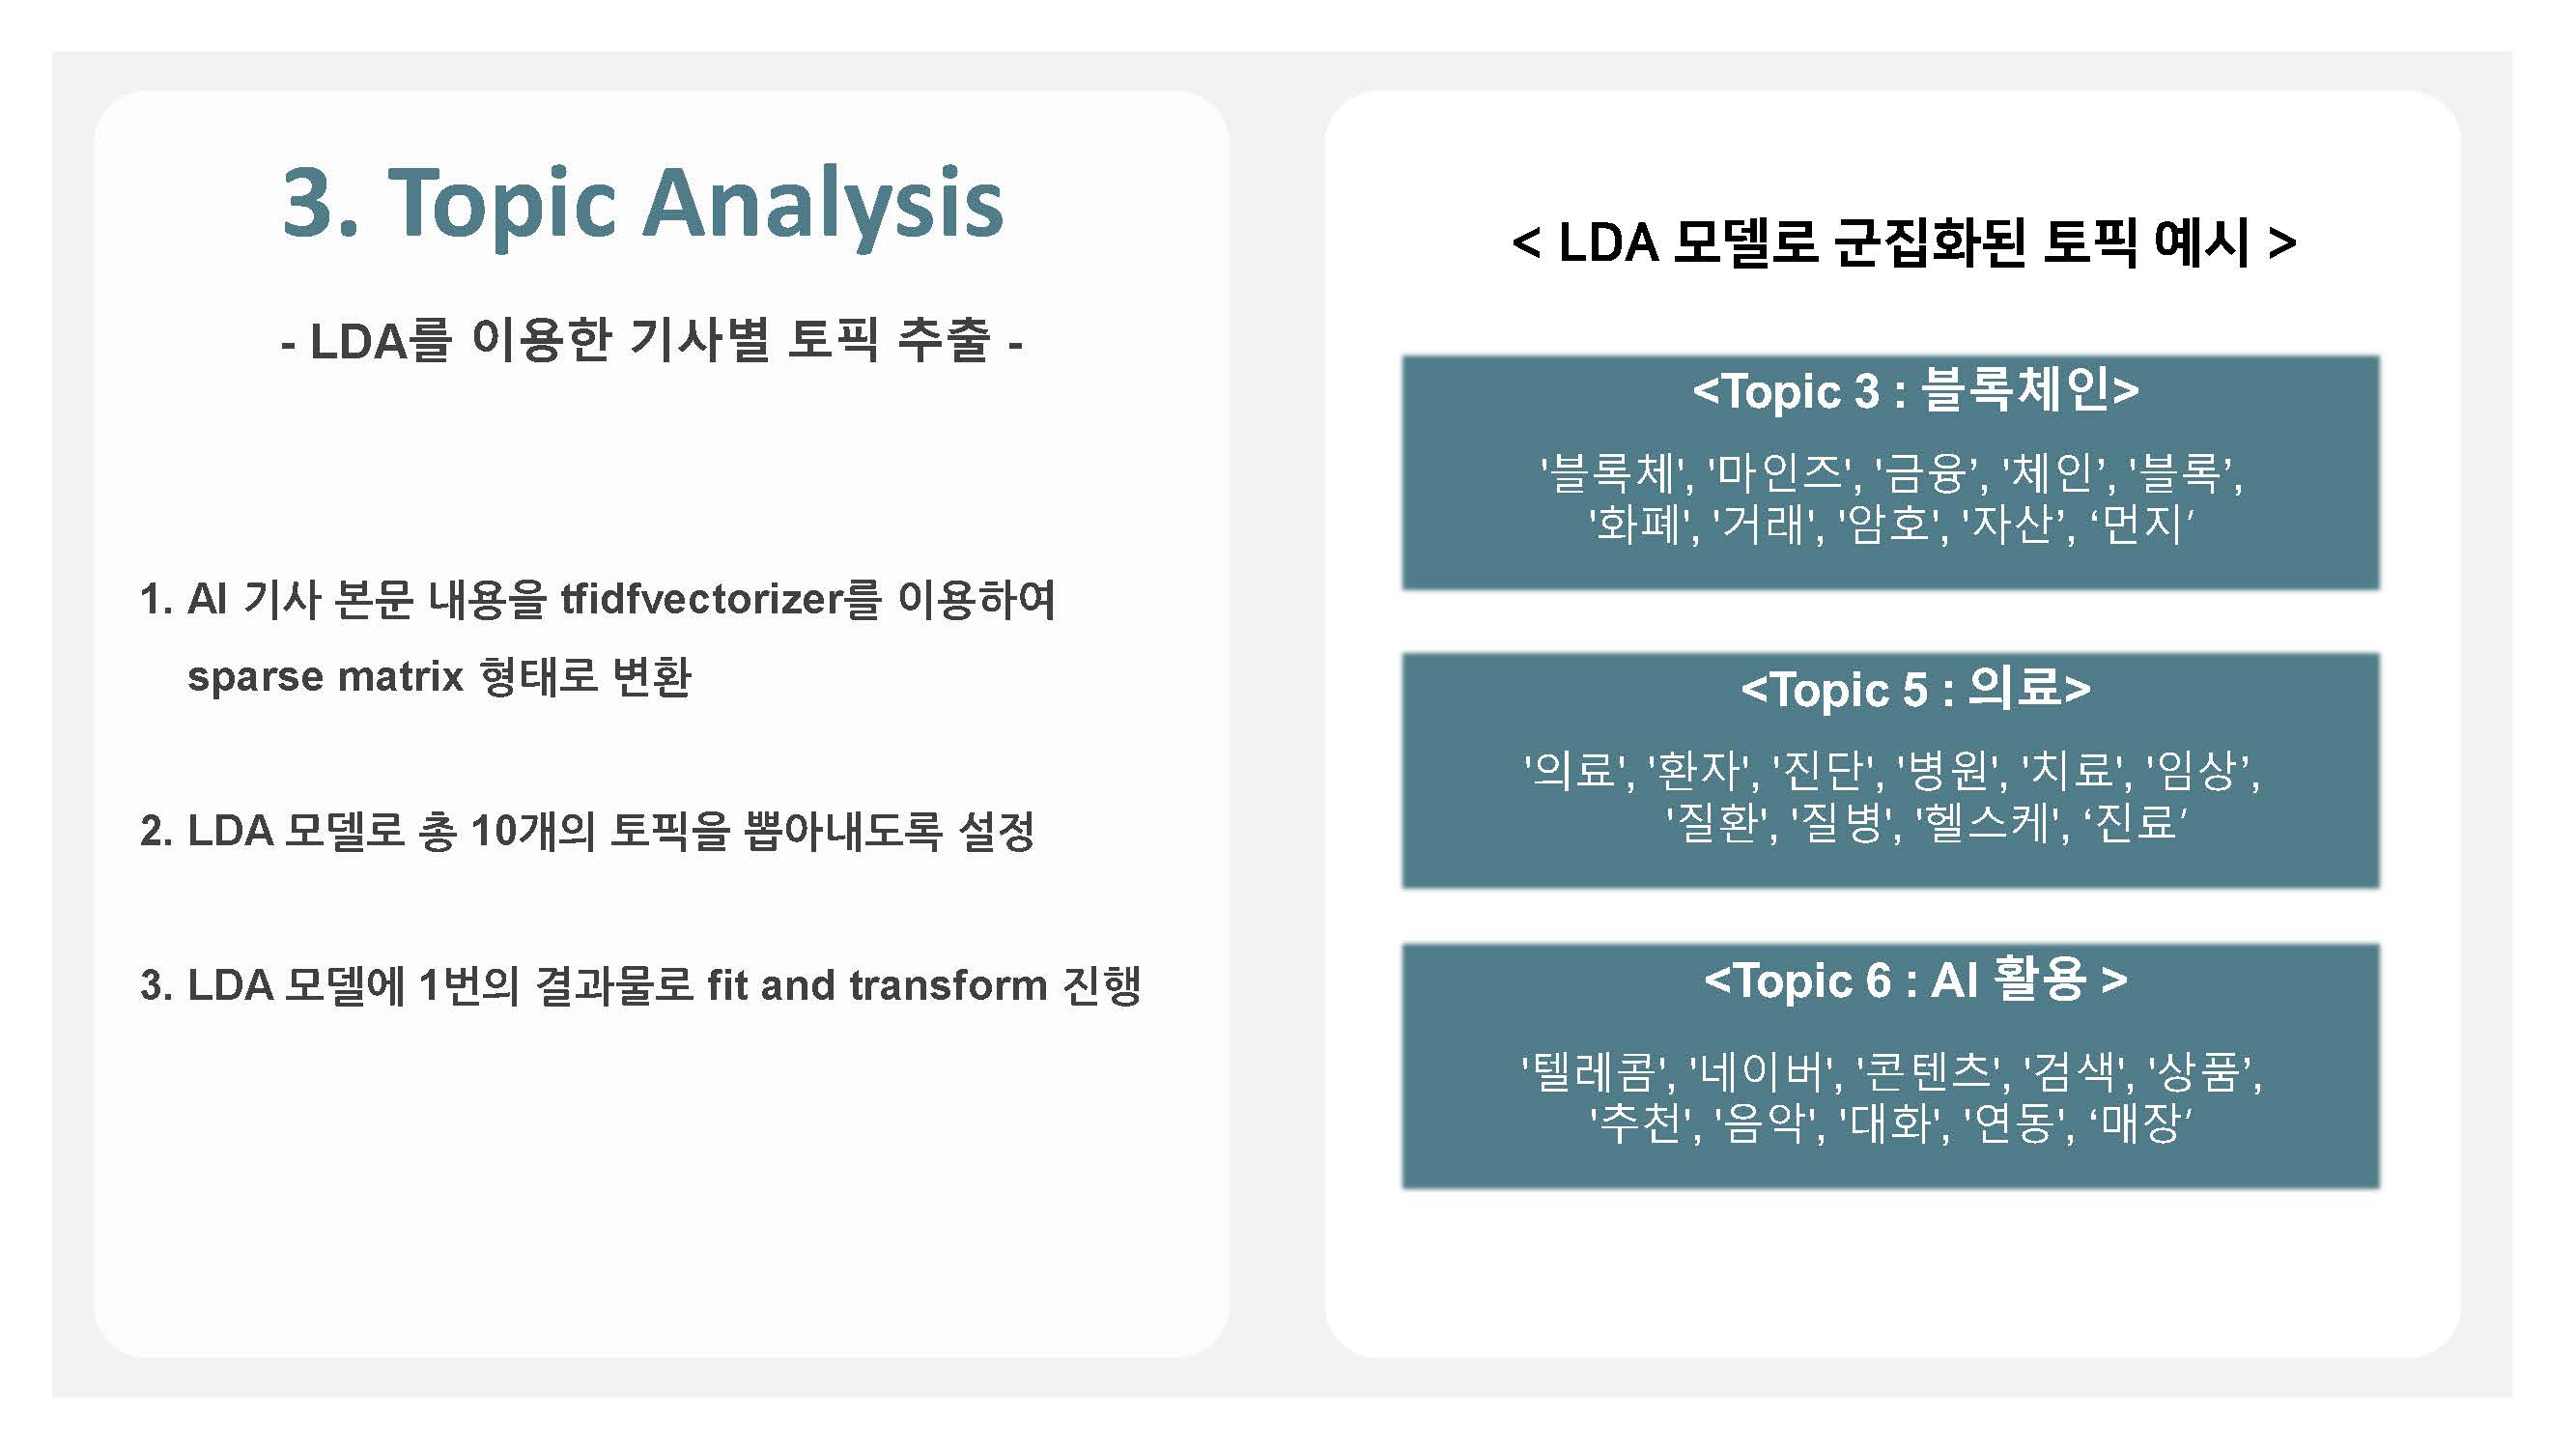 3. Topic Analysis
- LDA를 이용한 기사별 토픽 추출 -
1. AI 기사 본문 내용을 tfidfvectorizer를 이용하여
sparse matrix 형태로 변환
2. LDA 모델로 총 10개의 토픽을 뽑아내도록 설정
3. LDA 모델에 1번의 결과물로 fit and transform 진행
< LDA 모델로 군집화된 토픽 예시 >
<Topic 3 : 블록체인>
'블록체', '마인즈', '금융’, '체인’, '블록’,
'화폐', '거래', '암호', '자산’, ‘먼지′
<Topic 5 : 의료>
'의료', '환자', '진단', '병원', '치료', '임상’,
'질환', '질병', '헬스케', ‘진료′
<Topic 6 : AI 활용 >
'텔레콤', '네이버', '콘텐츠', '검색', '상품’,
'추천', '음악', '대화', '연동', ‘매장′